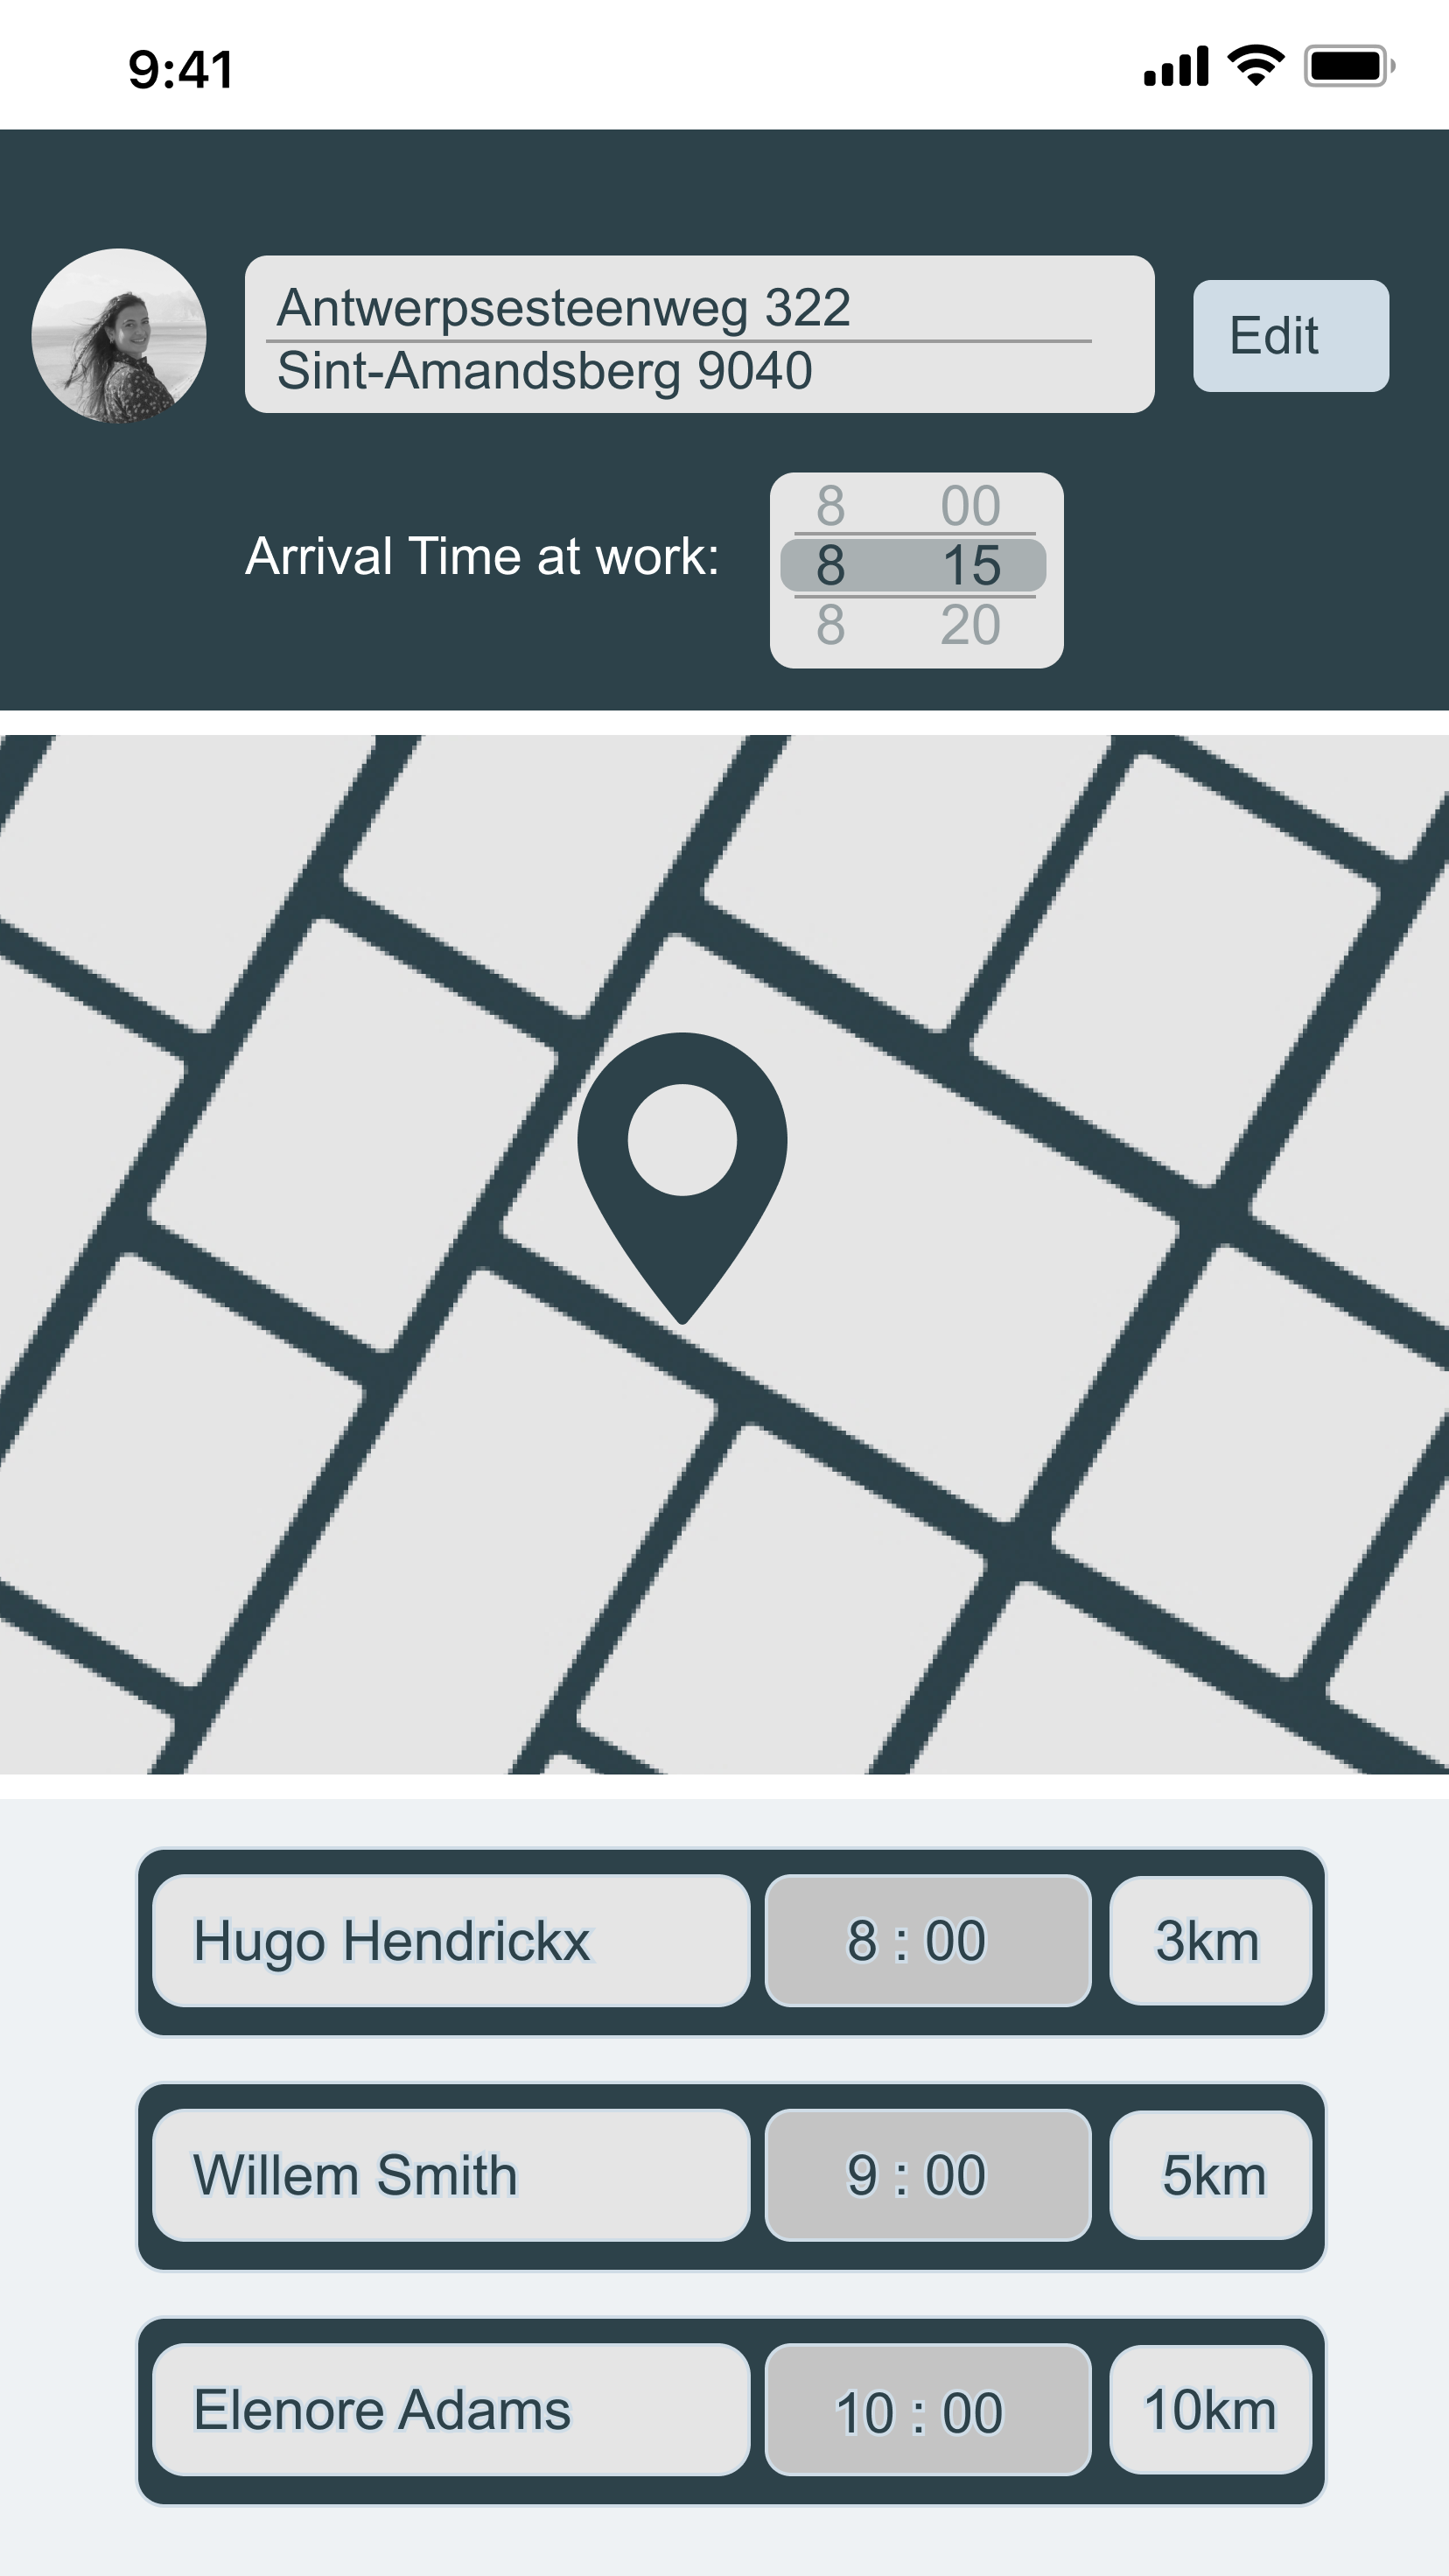 9:41
Antwerpsesteenweg 322
Sint-Amandsberg 9040
Edit
8 00
Arrival Time at work: 8 15
8 20
Hugo Hendrickx 8 : 00 3km
Willem Smith 9 : 00 5km
Elenore Adams 10 : 00 10km